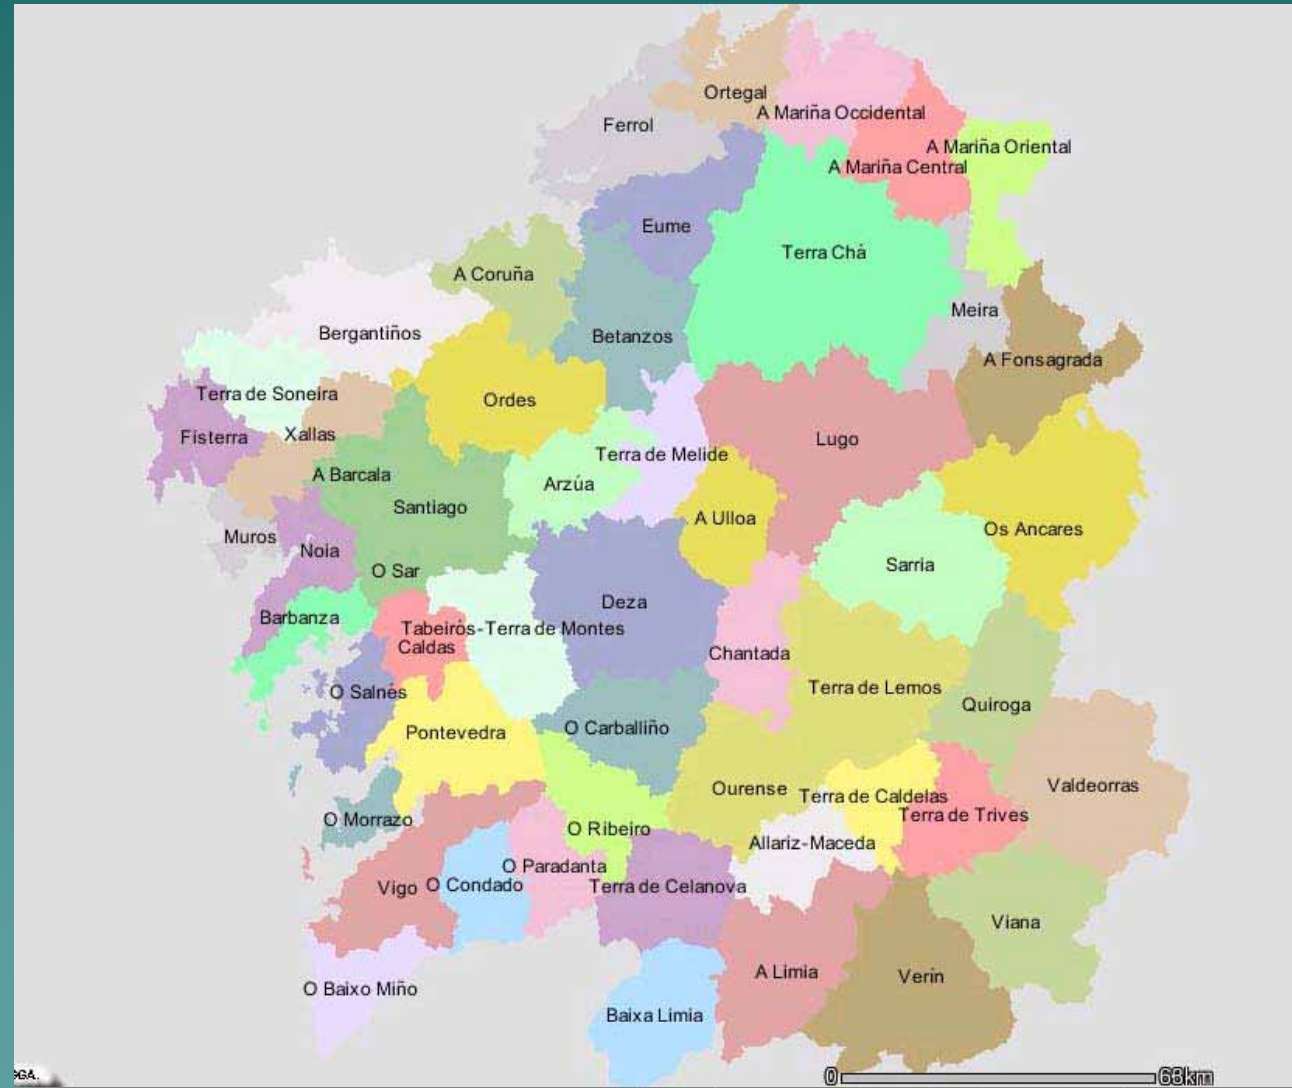 Ortegal
A Mariña Occidental
Ferrol
A Mariña Oriental
A Mariña Central
Eume
Terra Chá
A Coruña
Meira
Bergantiños
Betanzos
A Fonsagrada
Terra de Soneira
Ordes
Xallas
Fisterra
Lugo
Terra de Melide
A Barcala
Arzúa
Santiago
A Ulloa
Os Ancares
Muros
Noia
Sarria
O Sar
Deza
Barbanza
Tabeirós-Terra de Montes
Caldas
Chantada
Terra de Lemos
O Salnés
Quiroga
O Carballiño
Pontevedra
Valdeorras
Ourense
Terra de Caldelas
Terra de Trives
O Morrazo
O Ribeiro
Allariz-Maceda
O Paradanta
Vigo
O Condado
Terra de Celanova
Viana
A Limia
Verín
O Baixo Miño
Baixa Limia
0
63km